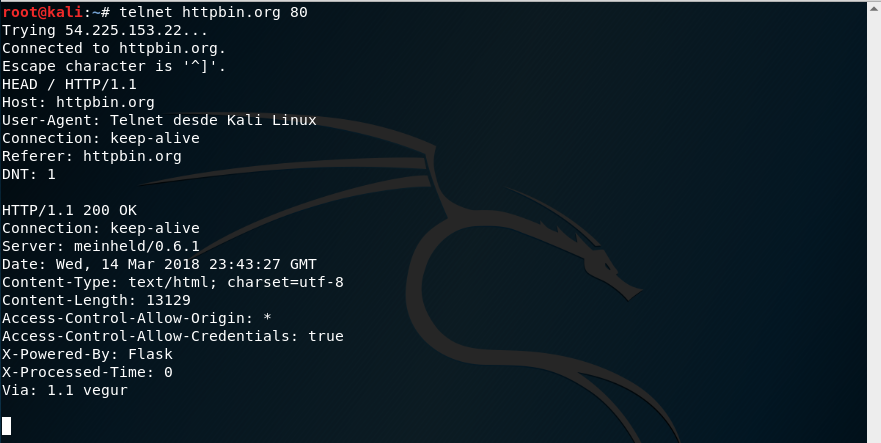 root@kali:~# telnet httpbin.org 80
Trying 54.225.153.22...
Connected to httpbin.org.
Escape character is '^]'.
HEAD / HTTP/1.1
Host: httpbin.org
User-Agent: Telnet desde Kali Linux
Connection: keep-alive
Referer: httpbin.org
DNT: 1

HTTP/1.1 200 OK
Connection: keep-alive
Server: meinheld/0.6.1
Date: Wed, 14 Mar 2018 23:43:27 GMT
Content-Type: text/html; charset=utf-8
Content-Length: 13129
Access-Control-Allow-Origin: *
Access-Control-Allow-Credentials: true
X-Powered-By: Flask
X-Processed-Time: 0
Via: 1.1 vegur